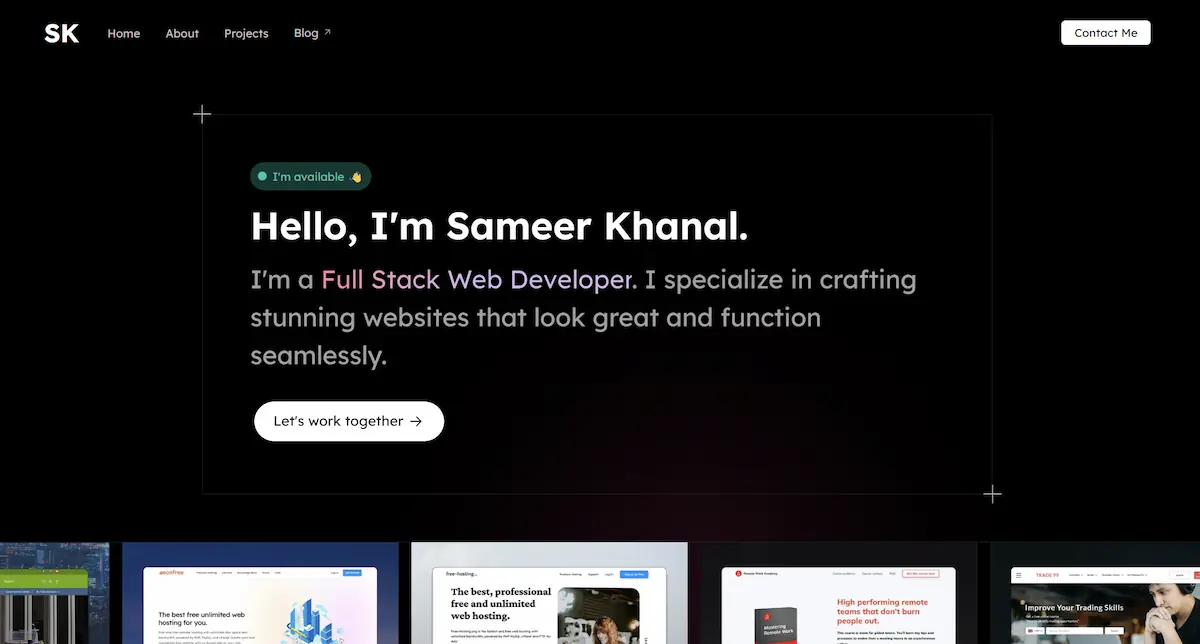 SK
Home
About
Projects
Blog ↗
Contact Me
I'm available 👋
Hello, I'm Sameer Khanal.
I'm a Full Stack Web Developer. I specialize in crafting
stunning websites that look great and function
seamlessly.
Let's work together →
aeonfree
The best free unlimited web
hosting for you.
free-hosting
The best, professional
free and unlimited
web hosting.
Remote Work Academy
Mastering
Remote Work
High performing remote
teams that don't burn
people out.
TRADE 99
Improve Your Trading Skills